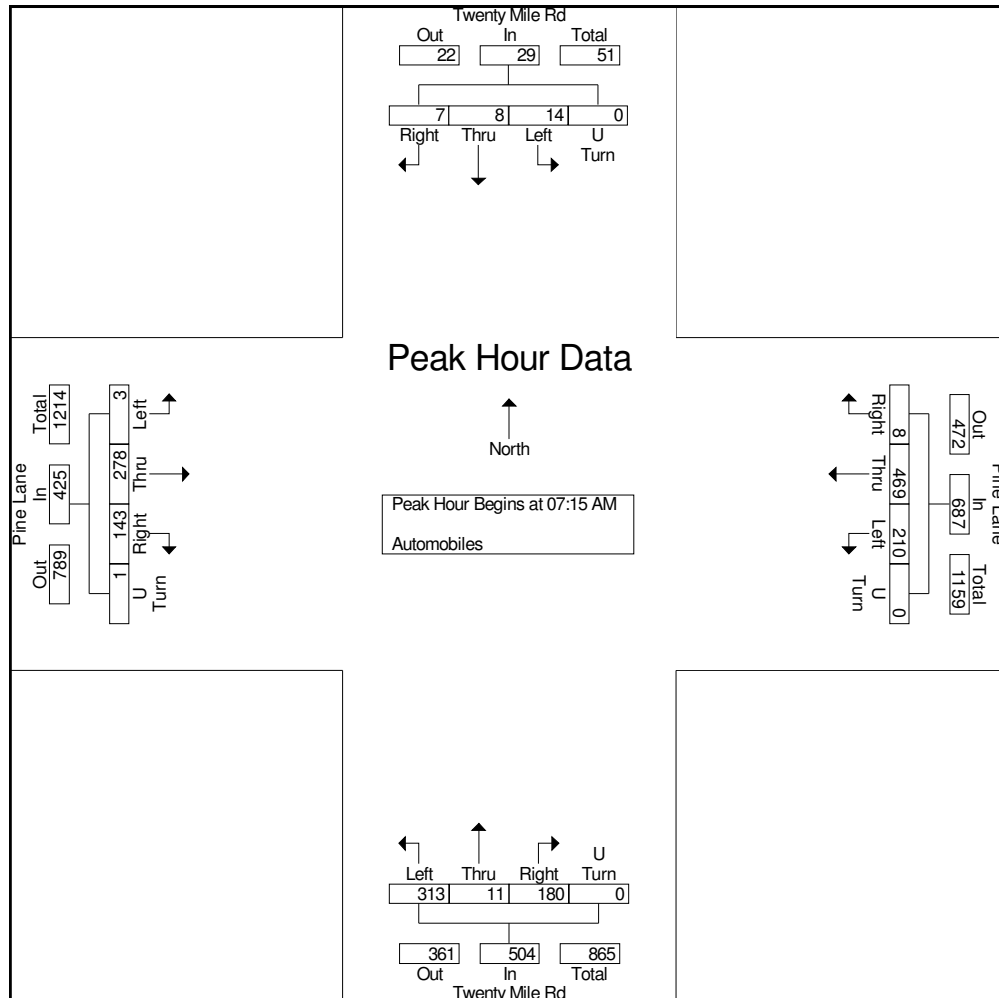 Twenty Mile Rd
Out In Total
22 29 51
7 8 14 0
Right Thru Left U Turn
Peak Hour Data
North
Peak Hour Begins at 07:15 AM
Automobiles
Pine Lane
Total In Out
1214 425 789
3 278 143 1
Left Thru Right U Turn
Right Thru Left U Turn
8 469 210 0
Out In Total
472 687 1159
Pine Lane
Left Thru Right U Turn
313 11 180 0
361 504 865
Out In Total
Twenty Mile Rd